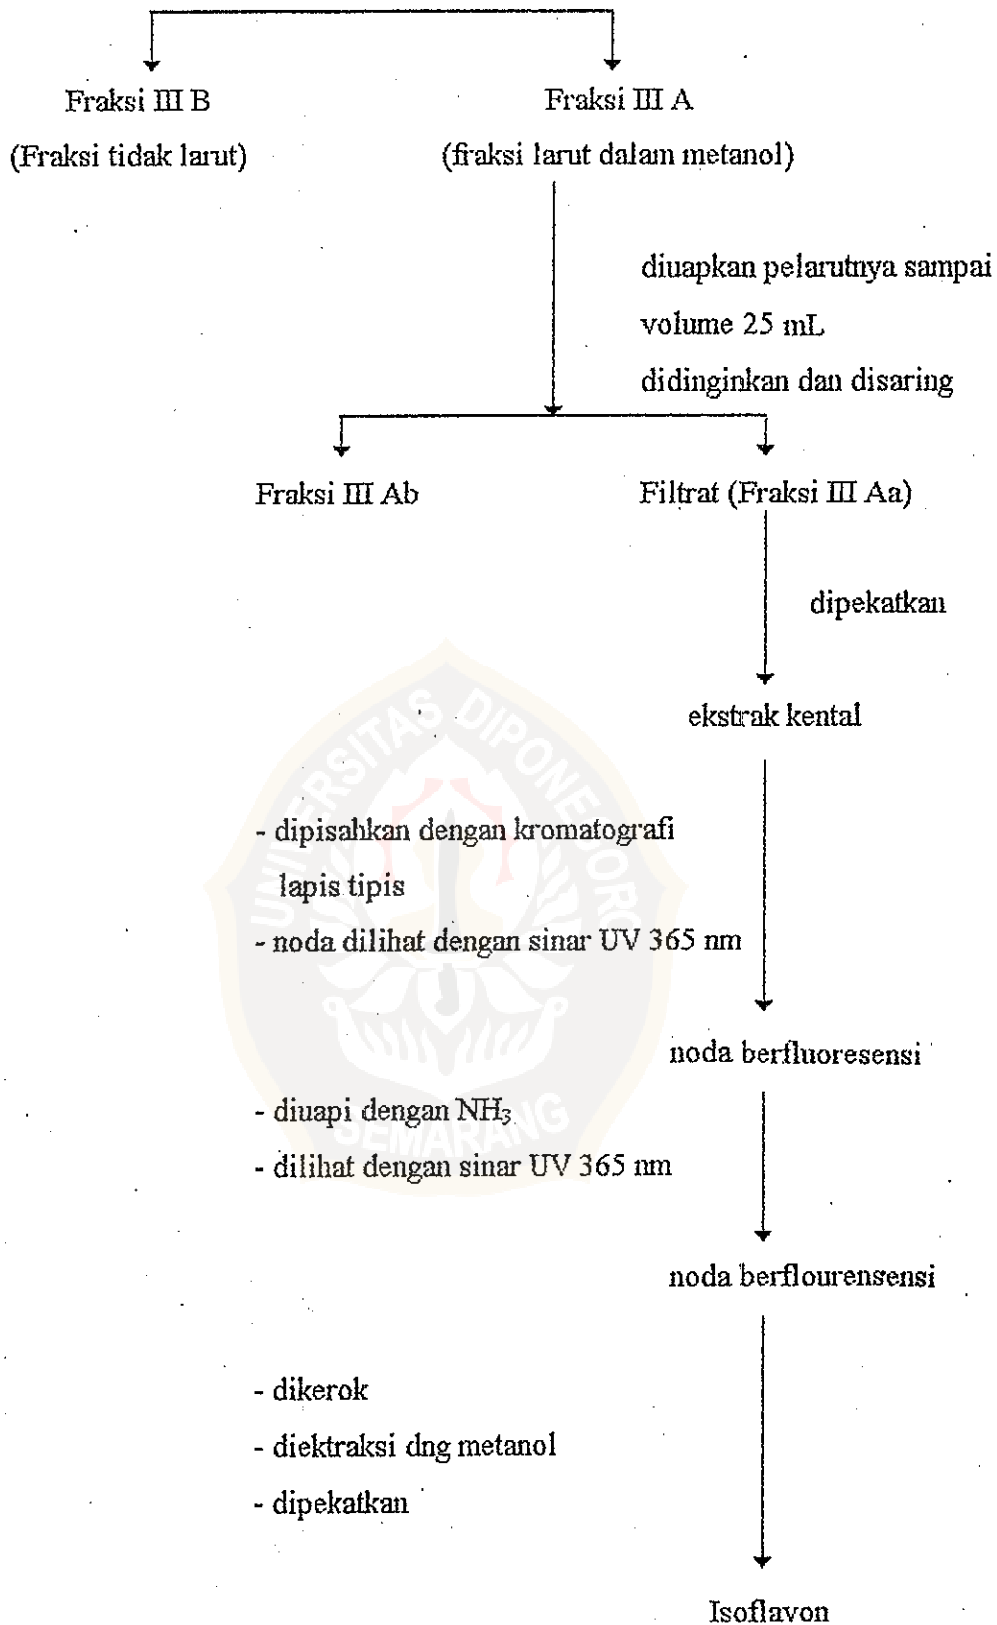 Fraksi III B
Fraksi III A
(Fraksi tidak larut)
(fraksi larut dalam metanol)
diuapkan pelarutnya sampai
volume 25 mL
didinginkan dan disaring
Fraksi III Ab
Filtrat (Fraksi III Aa)
dipekatkan
ekstrak kental
UNIVERSITAS DIPONEGORO
- dipisahkan dengan kromatografi
lapis tipis
- noda dilihat dengan sinar UV 365 nm
noda berfluoresensi
- diuapi dengan NH₃
SEMARANG
- dilihat dengan sinar UV 365 nm
noda berflourensensi
- dikerok
- diektraksi dng metanol
- dipekatkan
Isoflavon